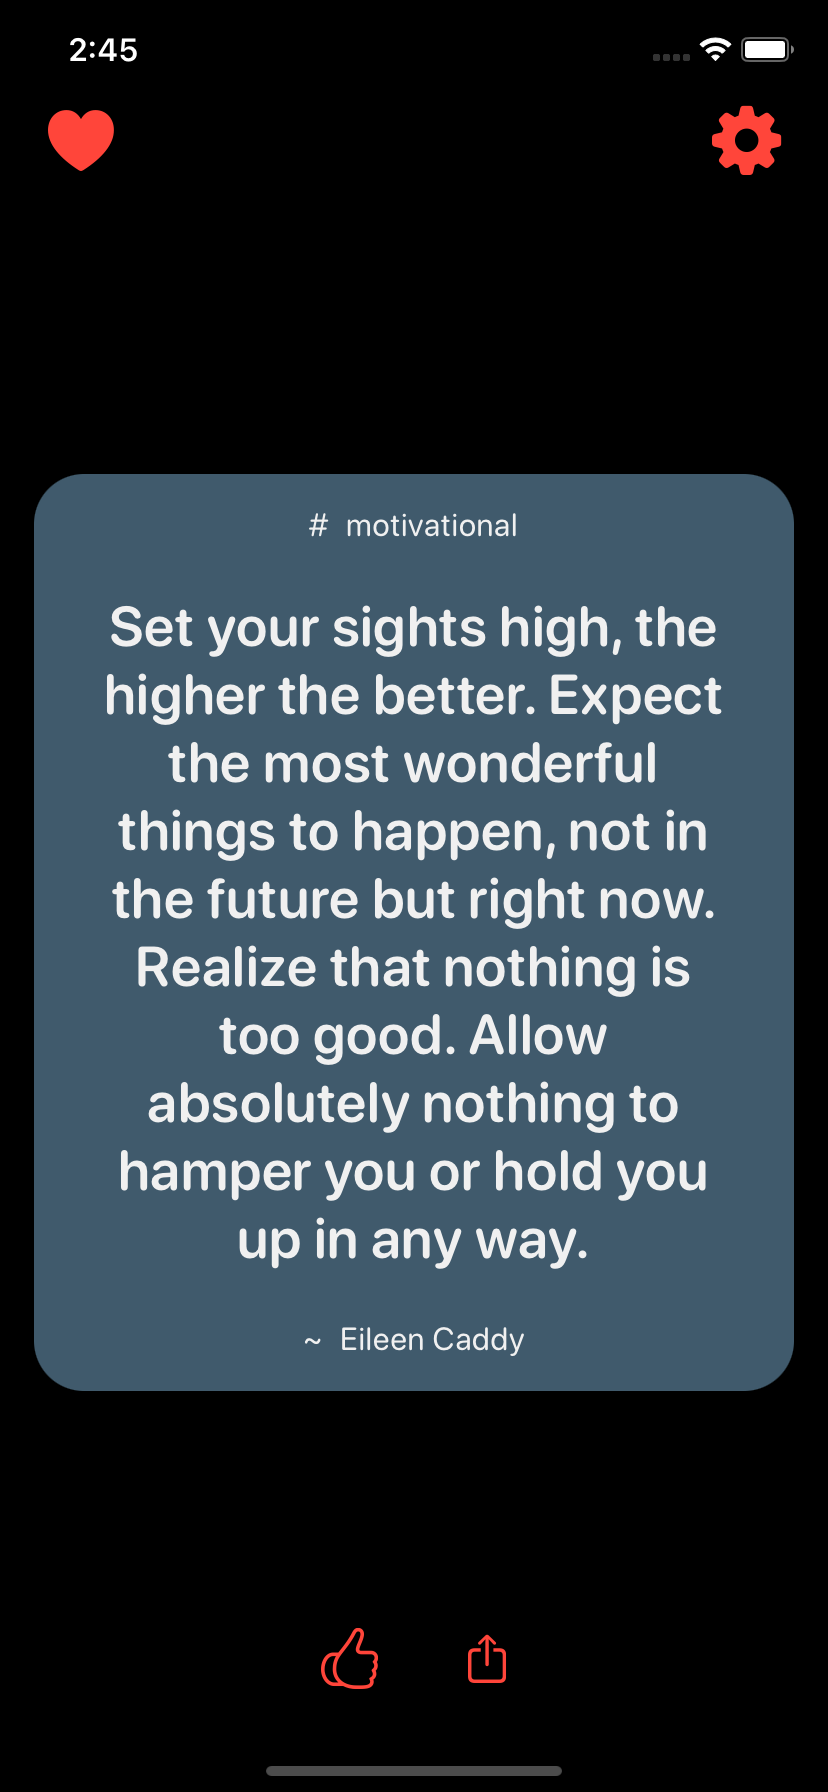 2:45
# motivational
Set your sights high, the
higher the better. Expect
the most wonderful
things to happen, not in
the future but right now.
Realize that nothing is
too good. Allow
absolutely nothing to
hamper you or hold you
up in any way.
~ Eileen Caddy